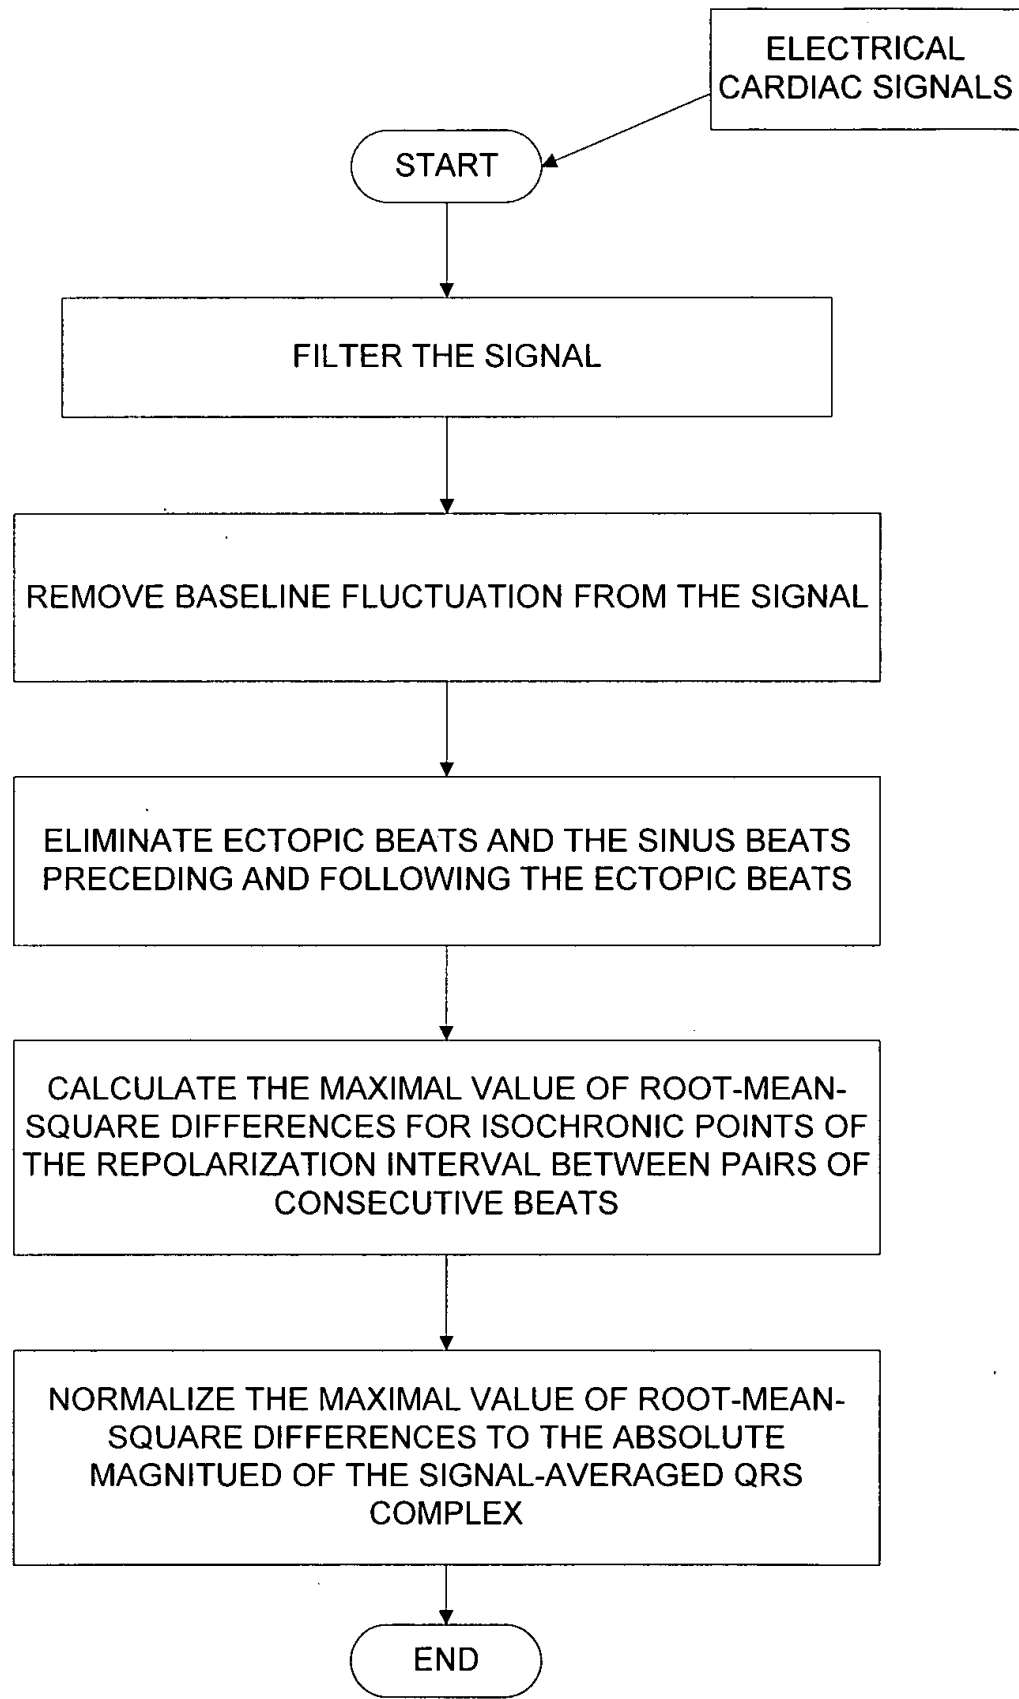 ELECTRICAL
CARDIAC SIGNALS
START
FILTER THE SIGNAL
REMOVE BASELINE FLUCTUATION FROM THE SIGNAL
ELIMINATE ECTOPIC BEATS AND THE SINUS BEATS
PRECEDING AND FOLLOWING THE ECTOPIC BEATS
CALCULATE THE MAXIMAL VALUE OF ROOT-MEAN-
SQUARE DIFFERENCES FOR ISOCHRONIC POINTS OF
THE REPOLARIZATION INTERVAL BETWEEN PAIRS OF
CONSECUTIVE BEATS
NORMALIZE THE MAXIMAL VALUE OF ROOT-MEAN-
SQUARE DIFFERENCES TO THE ABSOLUTE
MAGNITUED OF THE SIGNAL-AVERAGED QRS
COMPLEX
END